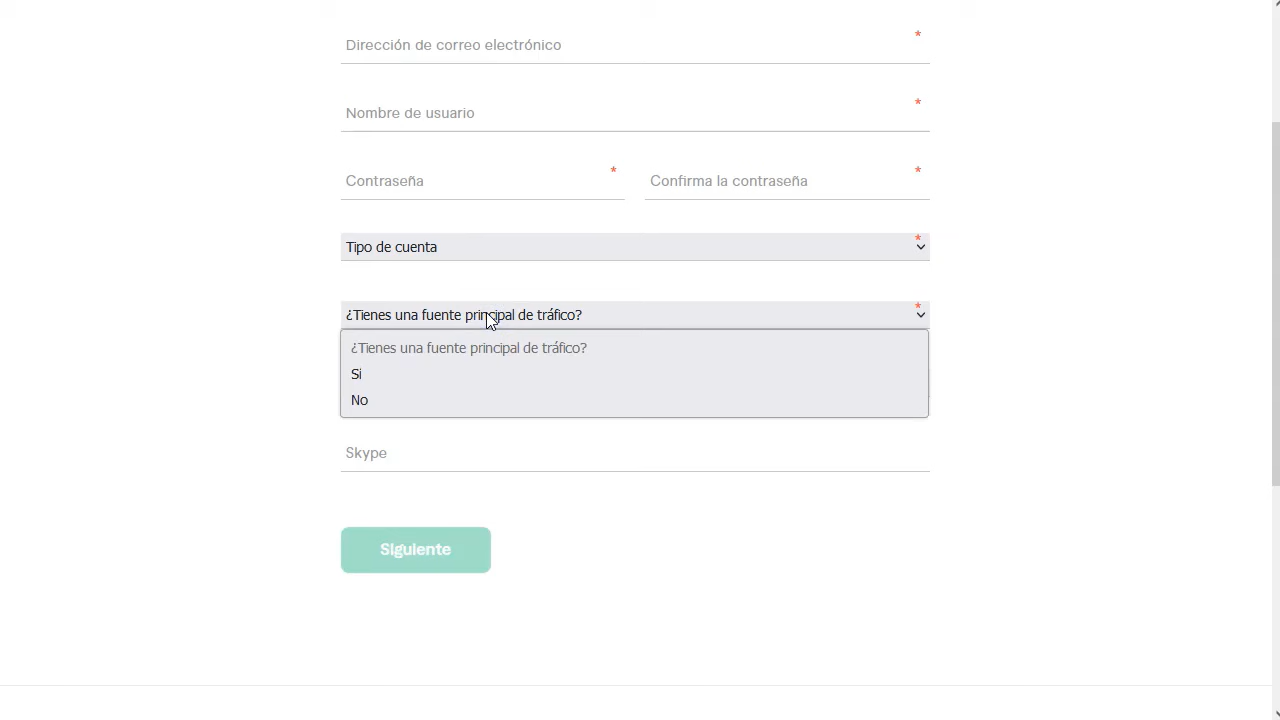 Dirección de correo electrónico *
Nombre de usuario *
Contraseña * Confirma la contraseña *
Tipo de cuenta *
¿Tienes una fuente principal de tráfico? *
¿Tienes una fuente principal de tráfico?
Si
No
Skype
Siguiente